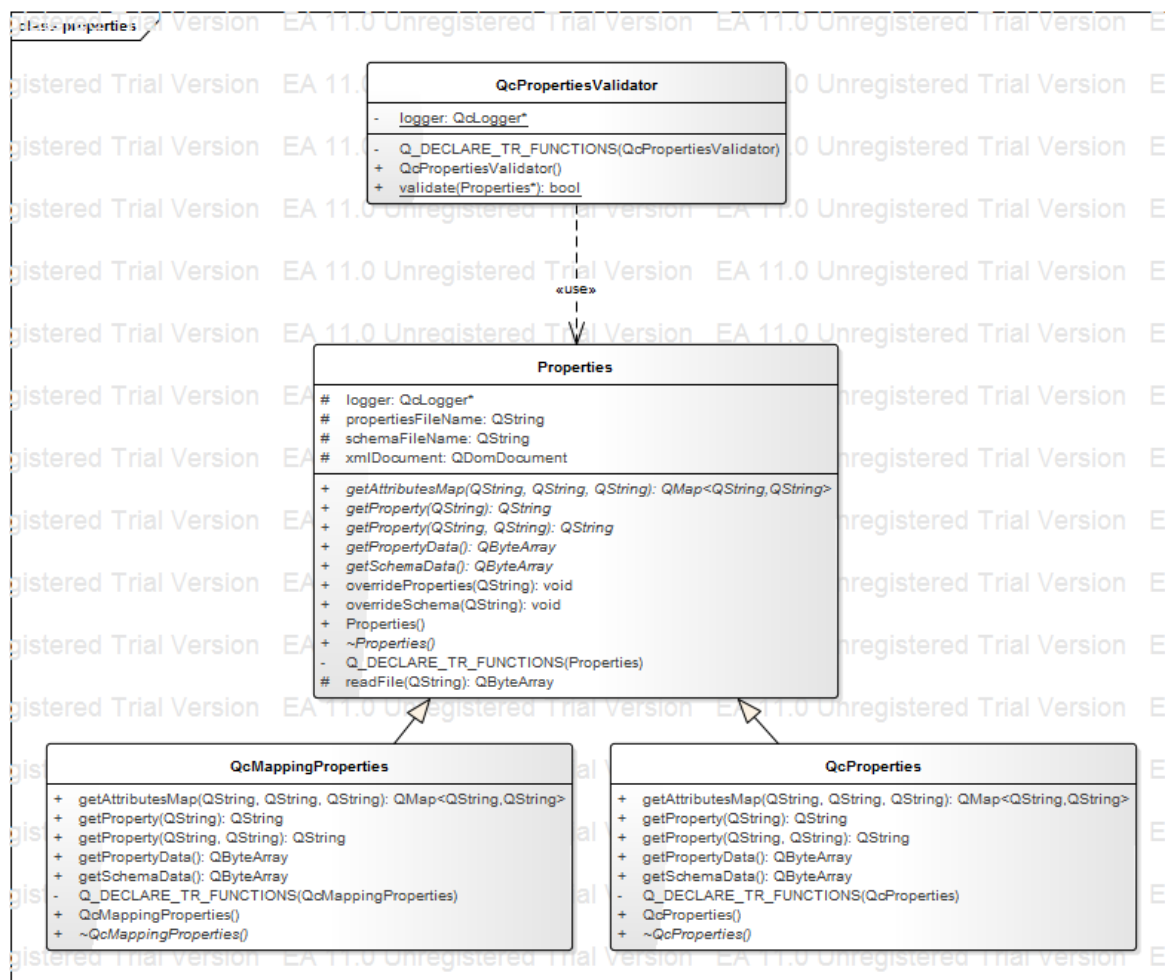 class properties
QcPropertiesValidator
- logger: QcLogger*
- Q_DECLARE_TR_FUNCTIONS(QcPropertiesValidator)
+ QcPropertiesValidator()
+ validate(Properties*): bool
«use»
Properties
# logger: QcLogger*
# propertiesFileName: QString
# schemaFileName: QString
# xmlDocument: QDomDocument
+ getAttributesMap(QString, QString, QString): QMap<QString,QString>
+ getProperty(QString): QString
+ getProperty(QString, QString): QString
+ getPropertyData(): QByteArray
+ getSchemaData(): QByteArray
+ overrideProperties(QString): void
+ overrideSchema(QString): void
+ Properties()
+ ~Properties()
- Q_DECLARE_TR_FUNCTIONS(Properties)
# readFile(QString): QByteArray
QcMappingProperties
+ getAttributesMap(QString, QString, QString): QMap<QString,QString>
+ getProperty(QString): QString
+ getProperty(QString, QString): QString
+ getPropertyData(): QByteArray
+ getSchemaData(): QByteArray
- Q_DECLARE_TR_FUNCTIONS(QcMappingProperties)
+ QcMappingProperties()
+ ~QcMappingProperties()
QcProperties
+ getAttributesMap(QString, QString, QString): QMap<QString,QString>
+ getProperty(QString): QString
+ getProperty(QString, QString): QString
+ getPropertyData(): QByteArray
+ getSchemaData(): QByteArray
- Q_DECLARE_TR_FUNCTIONS(QcProperties)
+ QcProperties()
+ ~QcProperties()
EA 11.0 Unregistered Trial Version